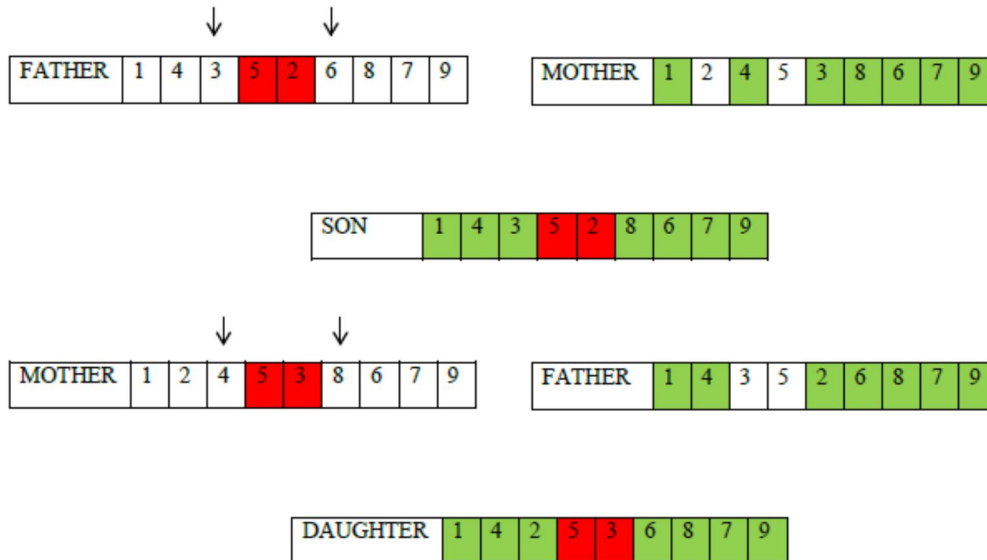 FATHER 1 4 3 5 2 6 8 7 9
MOTHER 1 2 4 5 3 8 6 7 9
SON 1 4 3 5 2 8 6 7 9
MOTHER 1 2 4 5 3 8 6 7 9
FATHER 1 4 3 5 2 6 8 7 9
DAUGHTER 1 4 2 5 3 6 8 7 9